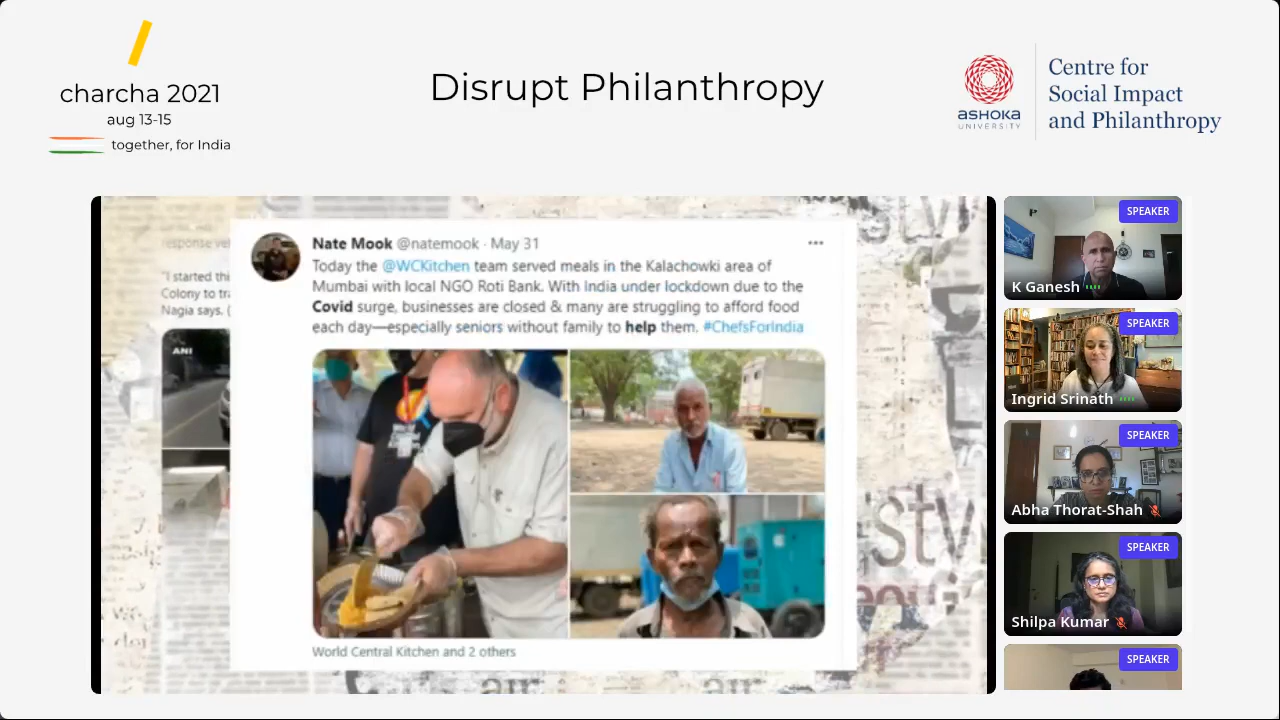 charcha 2021
aug 13-15
together, for India
Disrupt Philanthropy
ASHOKA
UNIVERSITY
Centre for
Social Impact
and Philanthropy
esponse
"I started thi
Colony to tr
Nagia says. (
ANI
Nate Mook @natemook · May 31
Today the @WCKitchen team served meals in the Kalachowki area of
Mumbai with local NGO Roti Bank. With India under lockdown due to the
Covid surge, businesses are closed & many are struggling to afford food
each day—especially seniors without family to help them. #ChefsForIndia
World Central Kitchen and 2 others
SPEAKER
K Ganesh
SPEAKER
Ingrid Srinath
SPEAKER
Abha Thorat-Shah
SPEAKER
Shilpa Kumar
SPEAKER